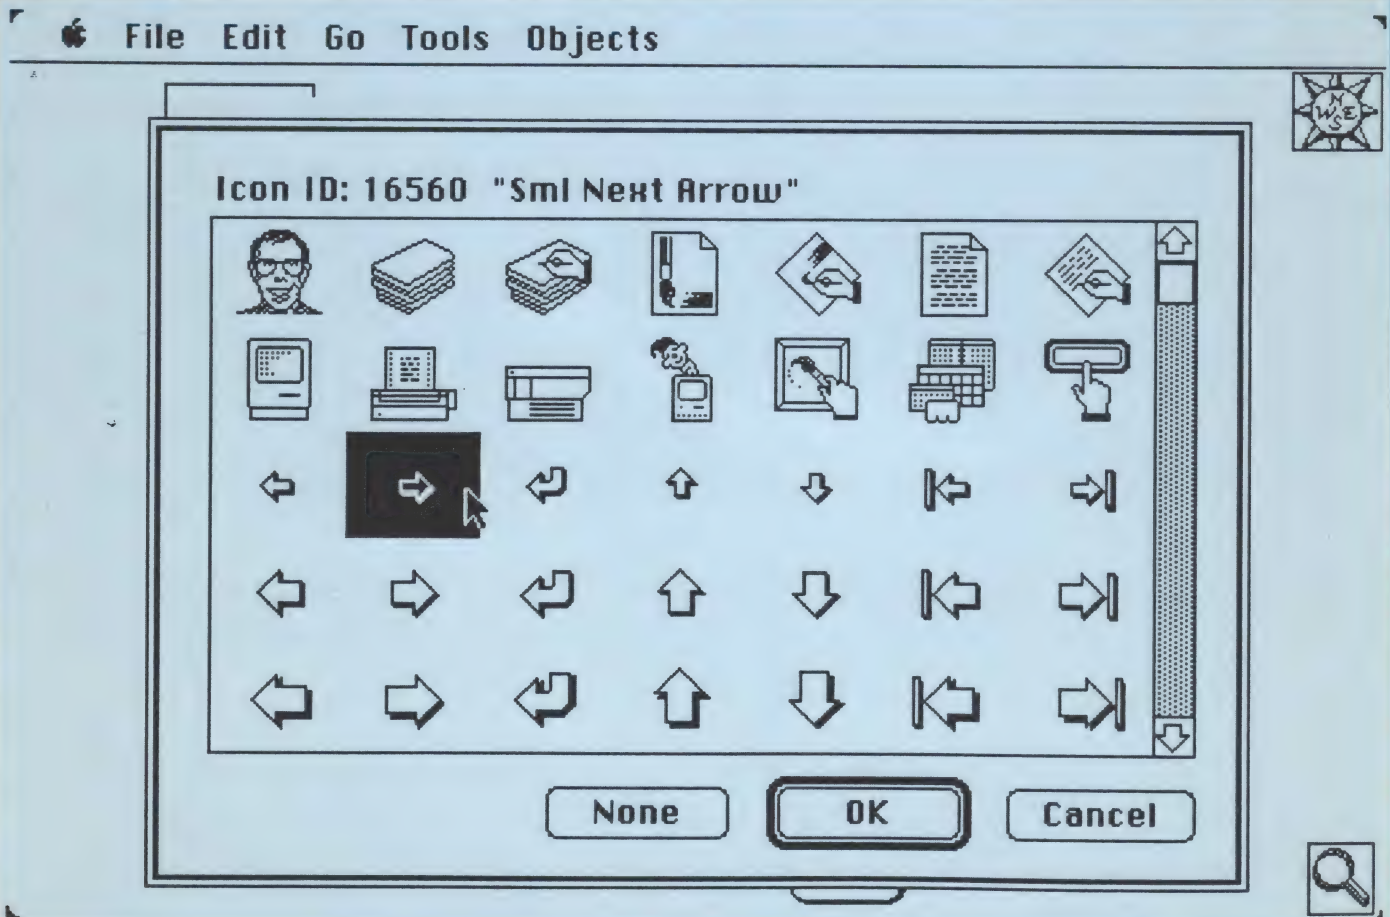 File Edit Go Tools Objects
N
W E
S
Icon ID: 16560 "Sml Next Arrow"
None OK Cancel